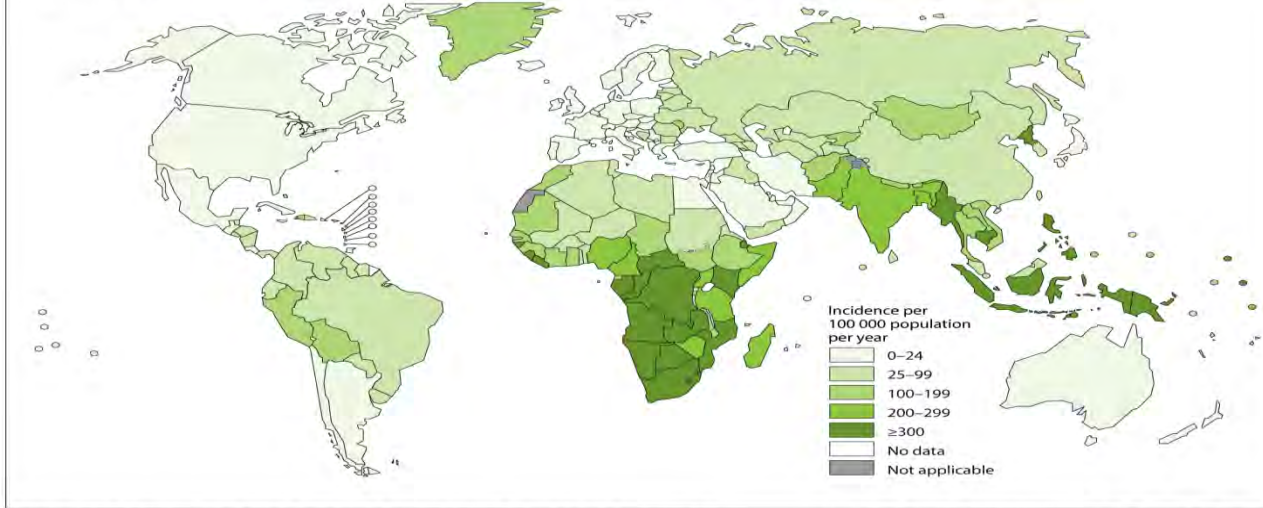 Incidence per
100 000 population
per year
0–24
25–99
100–199
200–299
≥300
No data
Not applicable